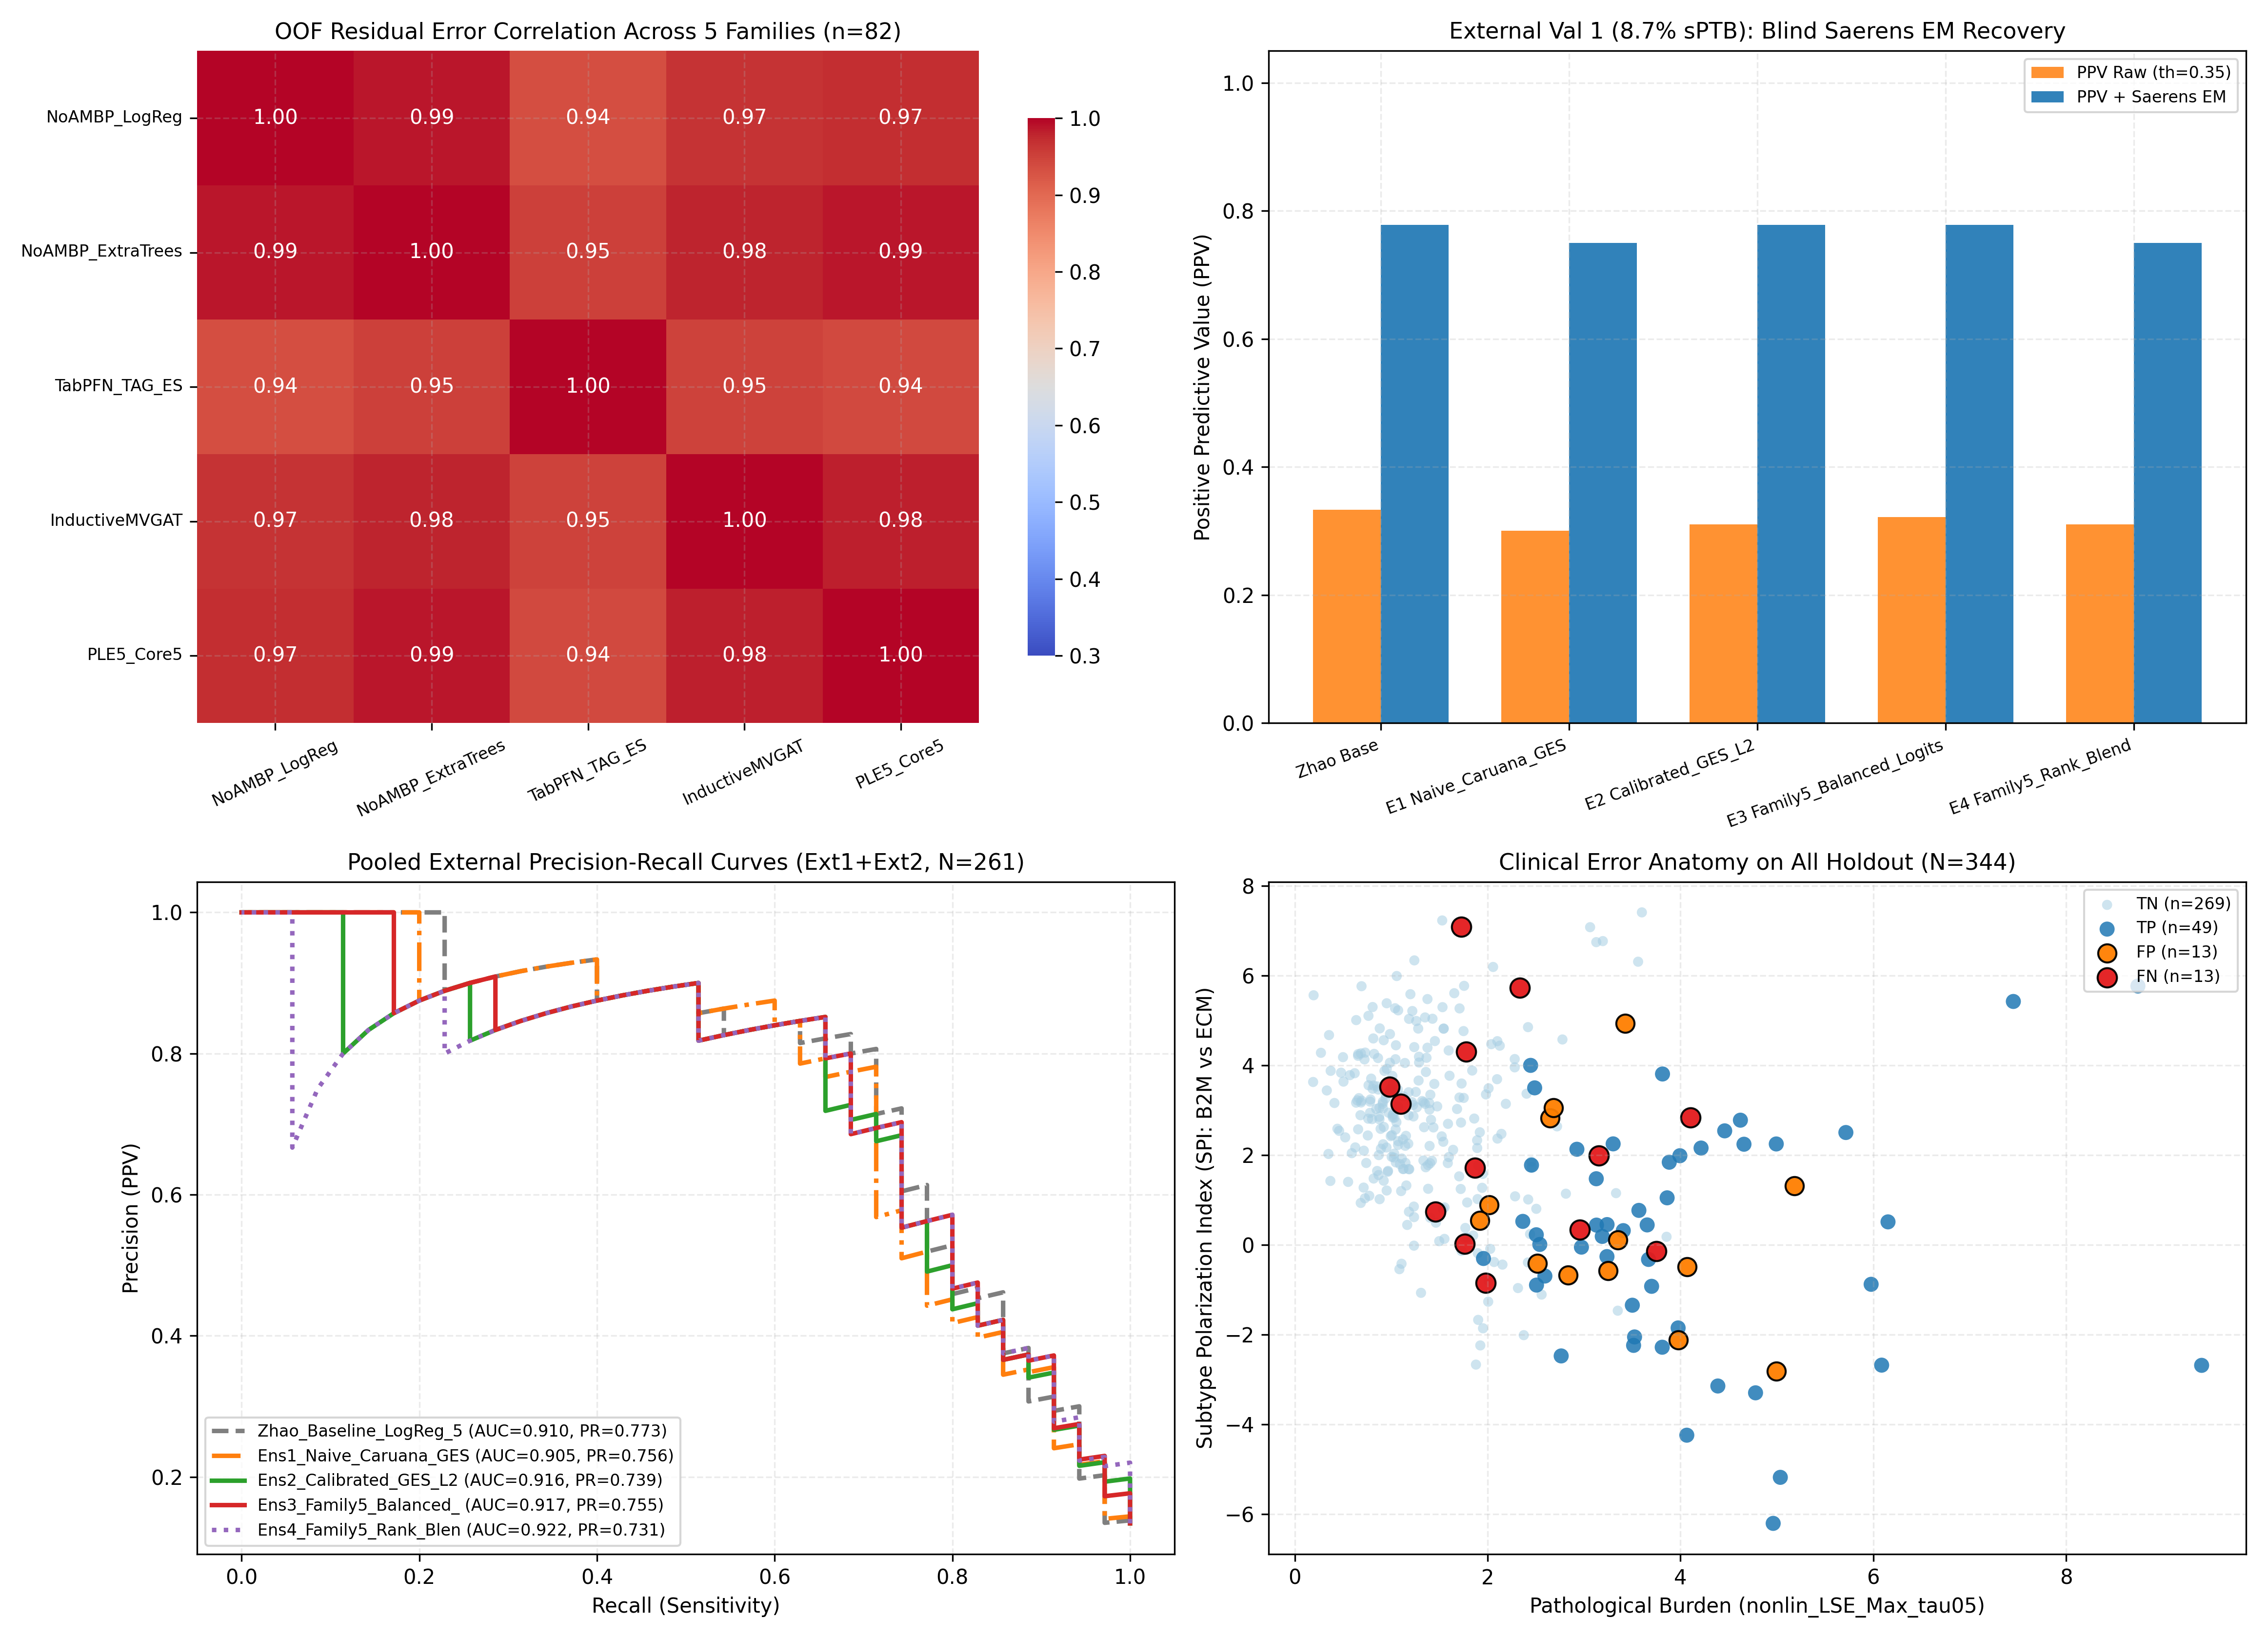 OOF Residual Error Correlation Across 5 Families (n=82)
NoAMBP_LogReg
NoAMBP_ExtraTrees
TabPFN_TAG_ES
InductiveMVGAT
PLE5_Core5
1.00 0.99 0.94 0.97 0.97
0.99 1.00 0.95 0.98 0.99
0.94 0.95 1.00 0.95 0.94
0.97 0.98 0.95 1.00 0.98
0.97 0.99 0.94 0.98 1.00
NoAMBP_LogReg
NoAMBP_ExtraTrees
TabPFN_TAG_ES
InductiveMVGAT
PLE5_Core5
1.0
0.9
0.8
0.7
0.6
0.5
0.4
0.3
External Val 1 (8.7% sPTB): Blind Saerens EM Recovery
PPV Raw (th=0.35)
PPV + Saerens EM
Positive Predictive Value (PPV)
1.0
0.8
0.6
0.4
0.2
0.0
Zhao Base
E1 Naive_Caruana_GES
E2 Calibrated_GES_L2
E3 Family5_Balanced_Logits
E4 Family5_Rank_Blend
Pooled External Precision-Recall Curves (Ext1+Ext2, N=261)
Precision (PPV)
1.0
0.8
0.6
0.4
0.2
Zhao_Baseline_LogReg_5 (AUC=0.910, PR=0.773)
Ens1_Naive_Caruana_GES (AUC=0.905, PR=0.756)
Ens2_Calibrated_GES_L2 (AUC=0.916, PR=0.739)
Ens3_Family5_Balanced_ (AUC=0.917, PR=0.755)
Ens4_Family5_Rank_Blen (AUC=0.922, PR=0.731)
0.0 0.2 0.4 0.6 0.8 1.0
Recall (Sensitivity)
Clinical Error Anatomy on All Holdout (N=344)
TN (n=269)
TP (n=49)
FP (n=13)
FN (n=13)
Subtype Polarization Index (SPI: B2M vs ECM)
8
6
4
2
0
−2
−4
−6
0 2 4 6 8
Pathological Burden (nonlin_LSE_Max_tau05)